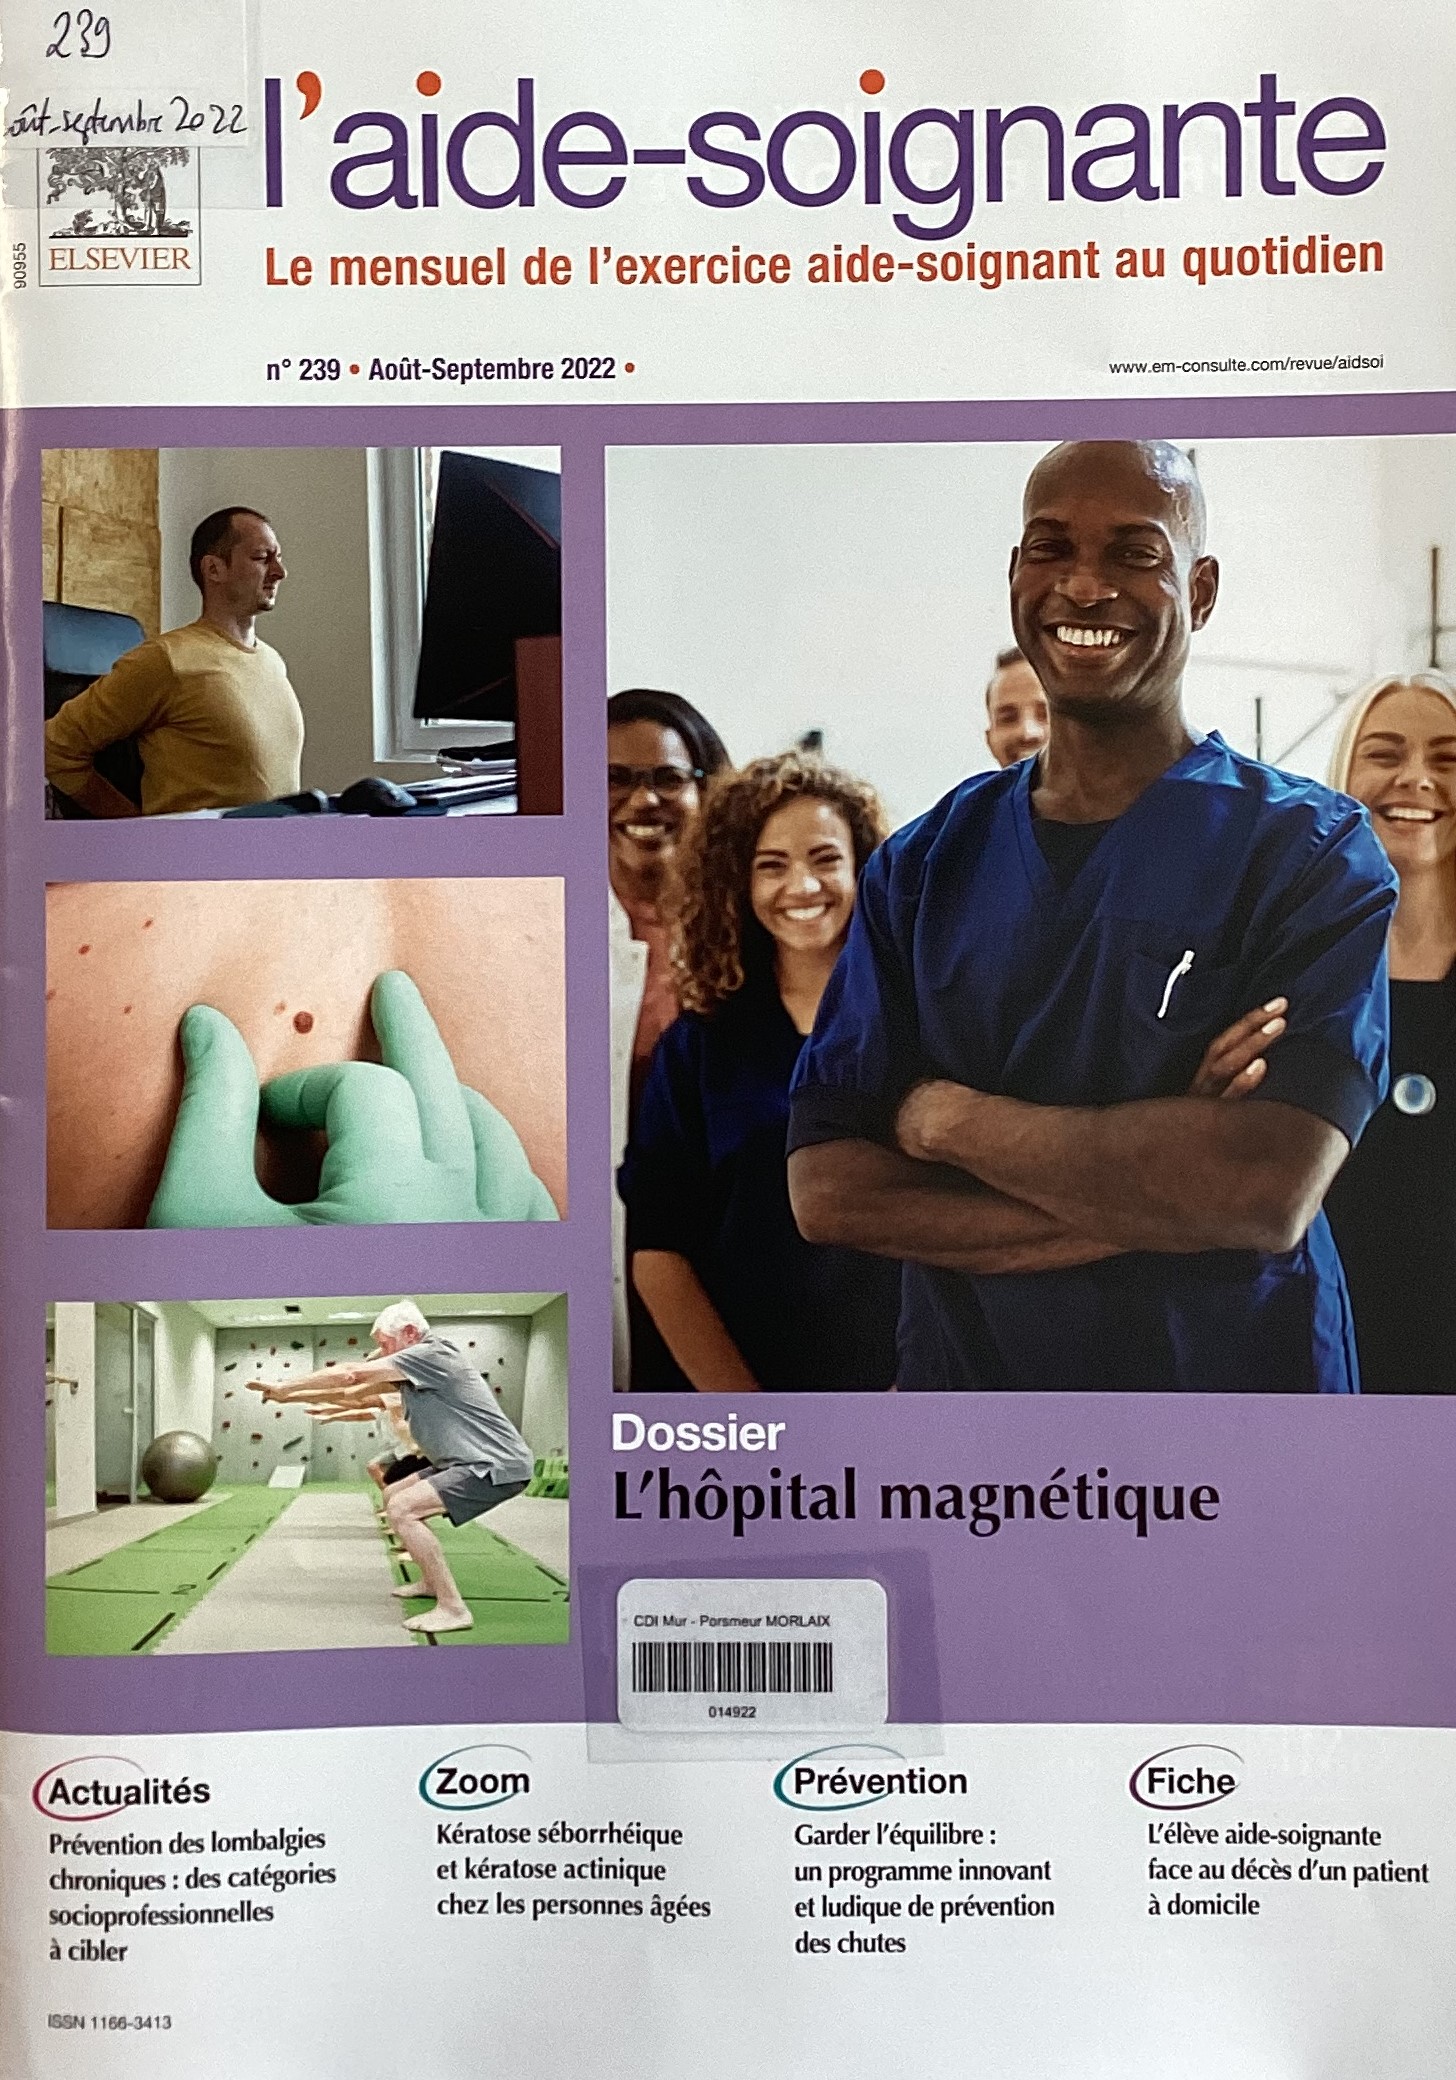 239
oût-septembre 2022
l'aide-soignante
ELSEVIER
90955
Le mensuel de l'exercice aide-soignant au quotidien
n° 239 • Août-Septembre 2022 •
www.em-consulte.com/revue/aidsoi
Dossier
L'hôpital magnétique
CDI Mur - Porsmeur MORLAIX
014922
Actualités
Prévention des lombalgies
chroniques : des catégories
socioprofessionnelles
à cibler
Zoom
Kératose séborrhéique
et kératose actinique
chez les personnes âgées
Prévention
Garder l'équilibre :
un programme innovant
et ludique de prévention
des chutes
Fiche
L'élève aide-soignante
face au décès d'un patient
à domicile
ISSN 1166-3413